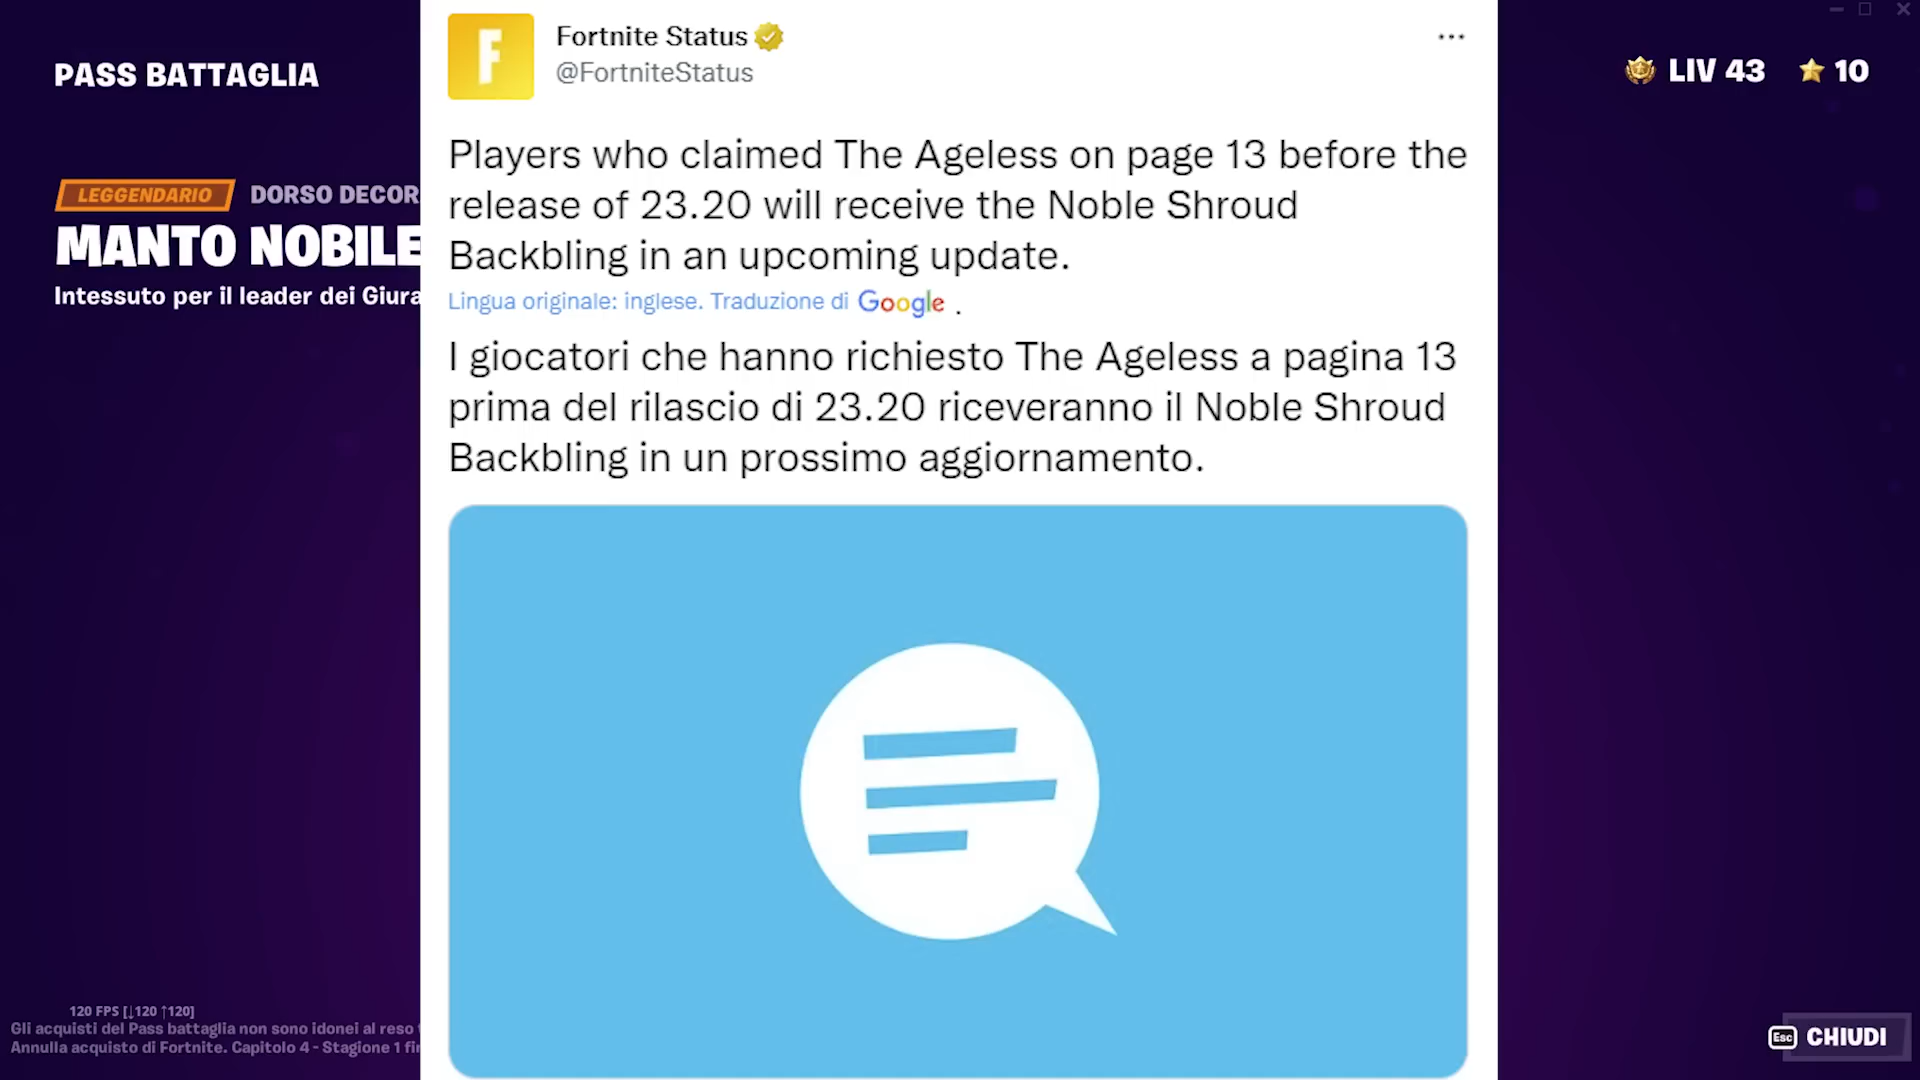 PASS BATTAGLIA
LEGGENDARIO DORSO DECOR
MANTO NOBILE
Intessuto per il leader dei Giura
F
Fortnite Status
@FortniteStatus
Players who claimed The Ageless on page 13 before the
release of 23.20 will receive the Noble Shroud
Backbling in an upcoming update.
Lingua originale: inglese. Traduzione di Google .
I giocatori che hanno richiesto The Ageless a pagina 13
prima del rilascio di 23.20 riceveranno il Noble Shroud
Backbling in un prossimo aggiornamento.
LIV 43 10
120 FPS [↓120 ↑120]
Gli acquisti del Pass battaglia non sono idonei al reso
Annulla acquisto di Fortnite. Capitolo 4 - Stagione 1 fin
Esc CHIUDI